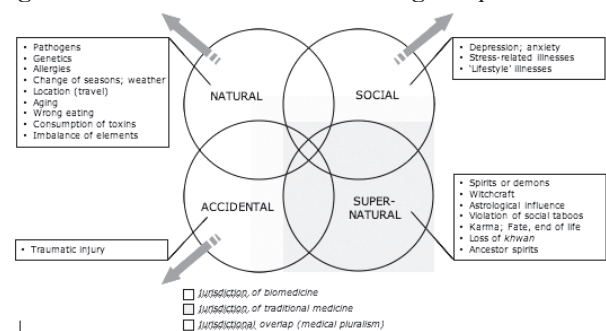 • Pathogens
• Genetics
• Allergies
• Change of seasons; weather
• Location (travel)
• Aging
• Wrong eating
• Consumption of toxins
• Imbalance of elements
• Depression; anxiety
• Stress-related illnesses
• 'Lifestyle' illnesses
NATURAL
SOCIAL
ACCIDENTAL
SUPER-
NATURAL
• Spirits or demons
• Witchcraft
• Astrological influence
• Violation of social taboos
• Karma; Fate, end of life
• Loss of khwan
• Ancestor spirits
• Traumatic injury
Jurisdiction of biomedicine
Jurisdiction of traditional medicine
Jurisdictional overlap (medical pluralism)